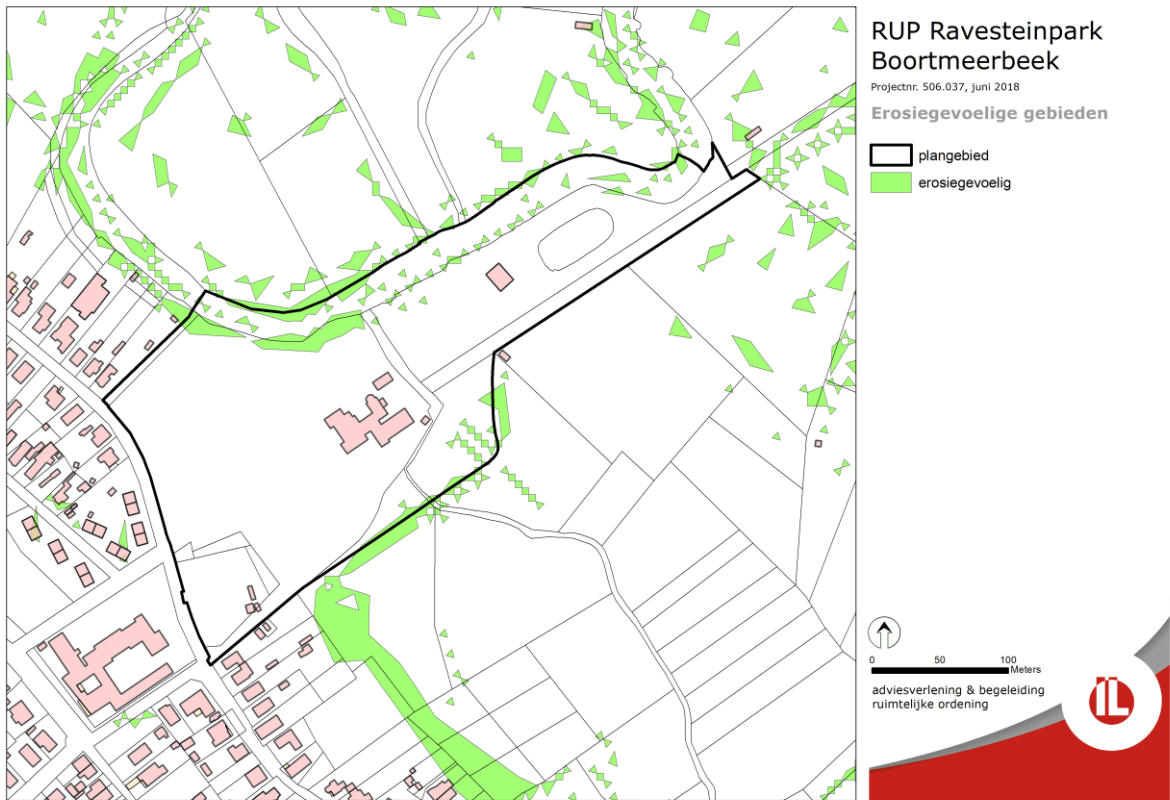 RUP Ravesteinpark
Boortmeerbeek
Projectnr. 506.037, juni 2018
Erosiegevoelige gebieden
plangebied
erosiegevoelig
0 50 100
Meters
adviesverlening & begeleiding
ruimtelijke ordening
IL